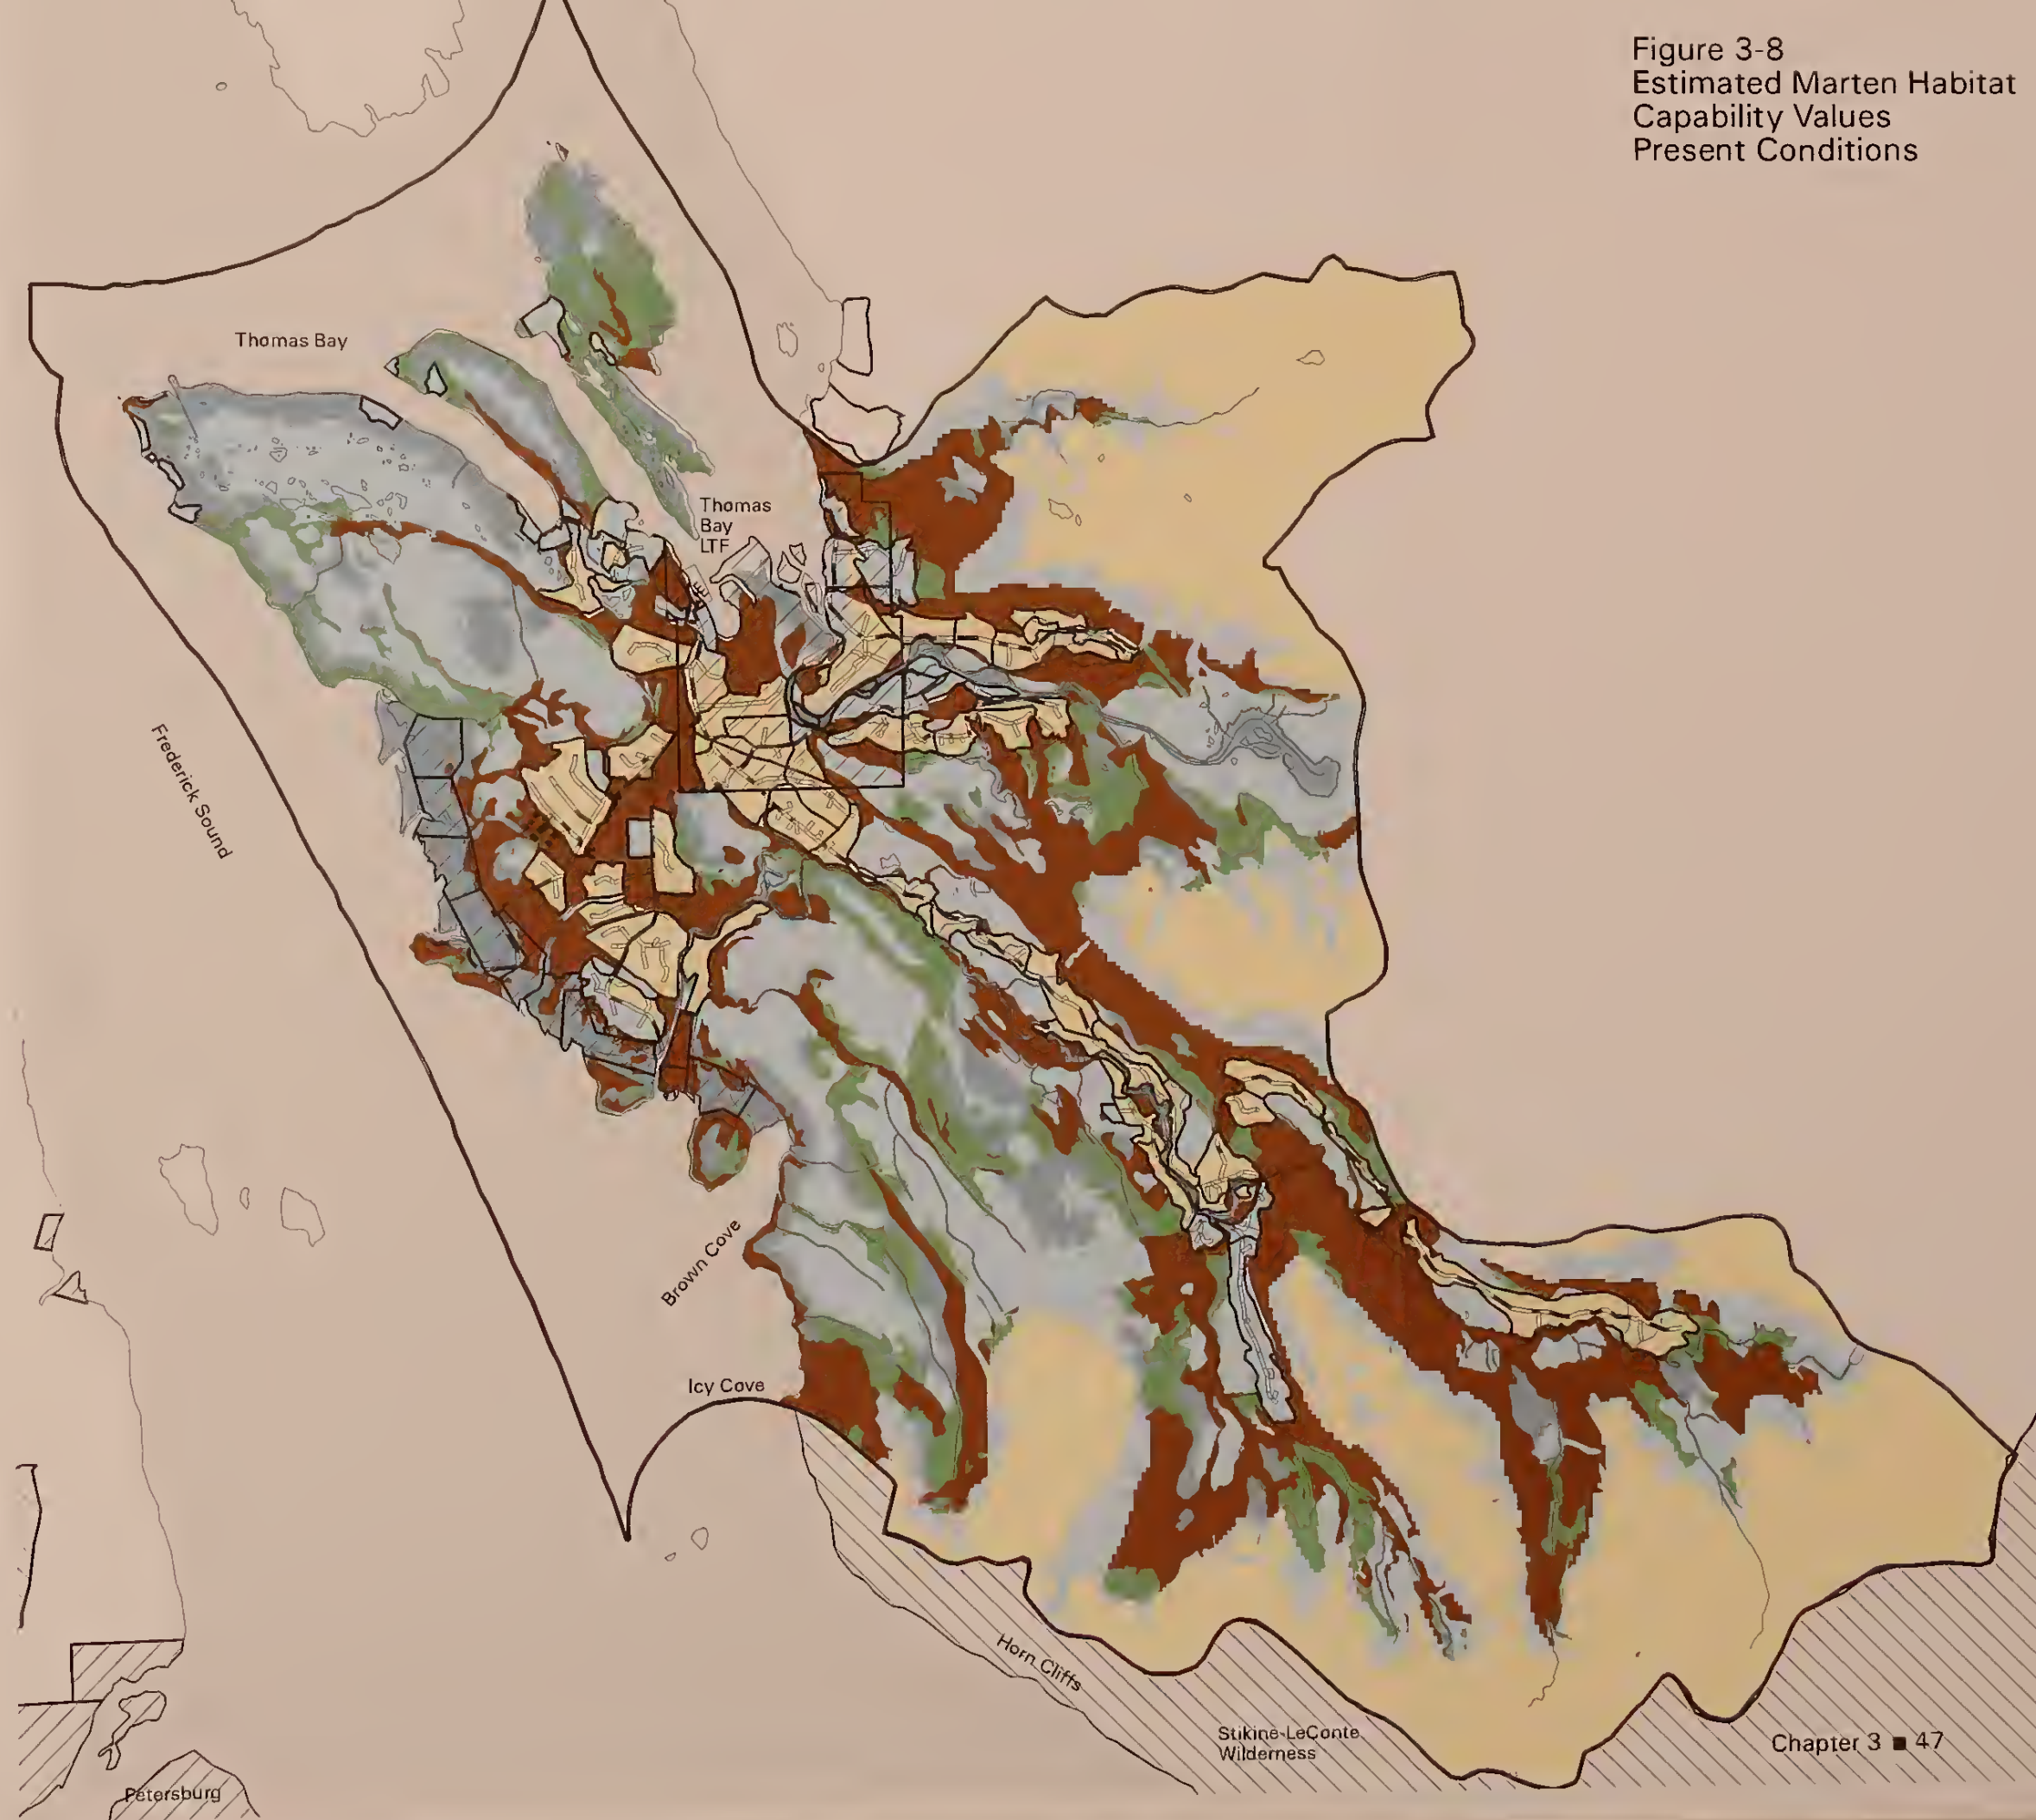 Figure 3-8
Estimated Marten Habitat
Capability Values
Present Conditions
Thomas Bay
Thomas
Bay
LTF
Frederick Sound
Brown Cove
Icy Cove
Horn Cliffs
Stikine-LeConte
Wilderness
Chapter 3 ■ 47
Petersburg